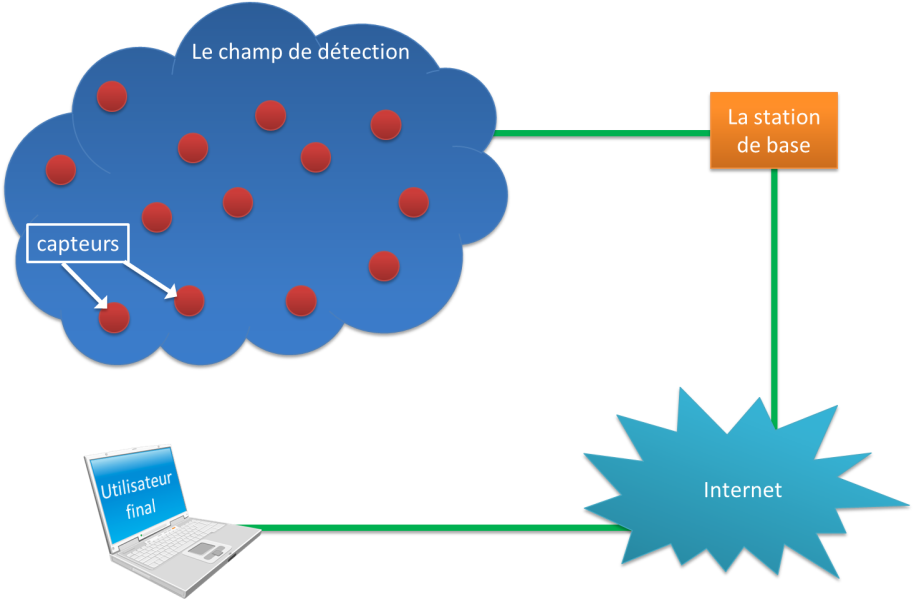 Le champ de détection
La station
de base
capteurs
Internet
Utilisateur
final